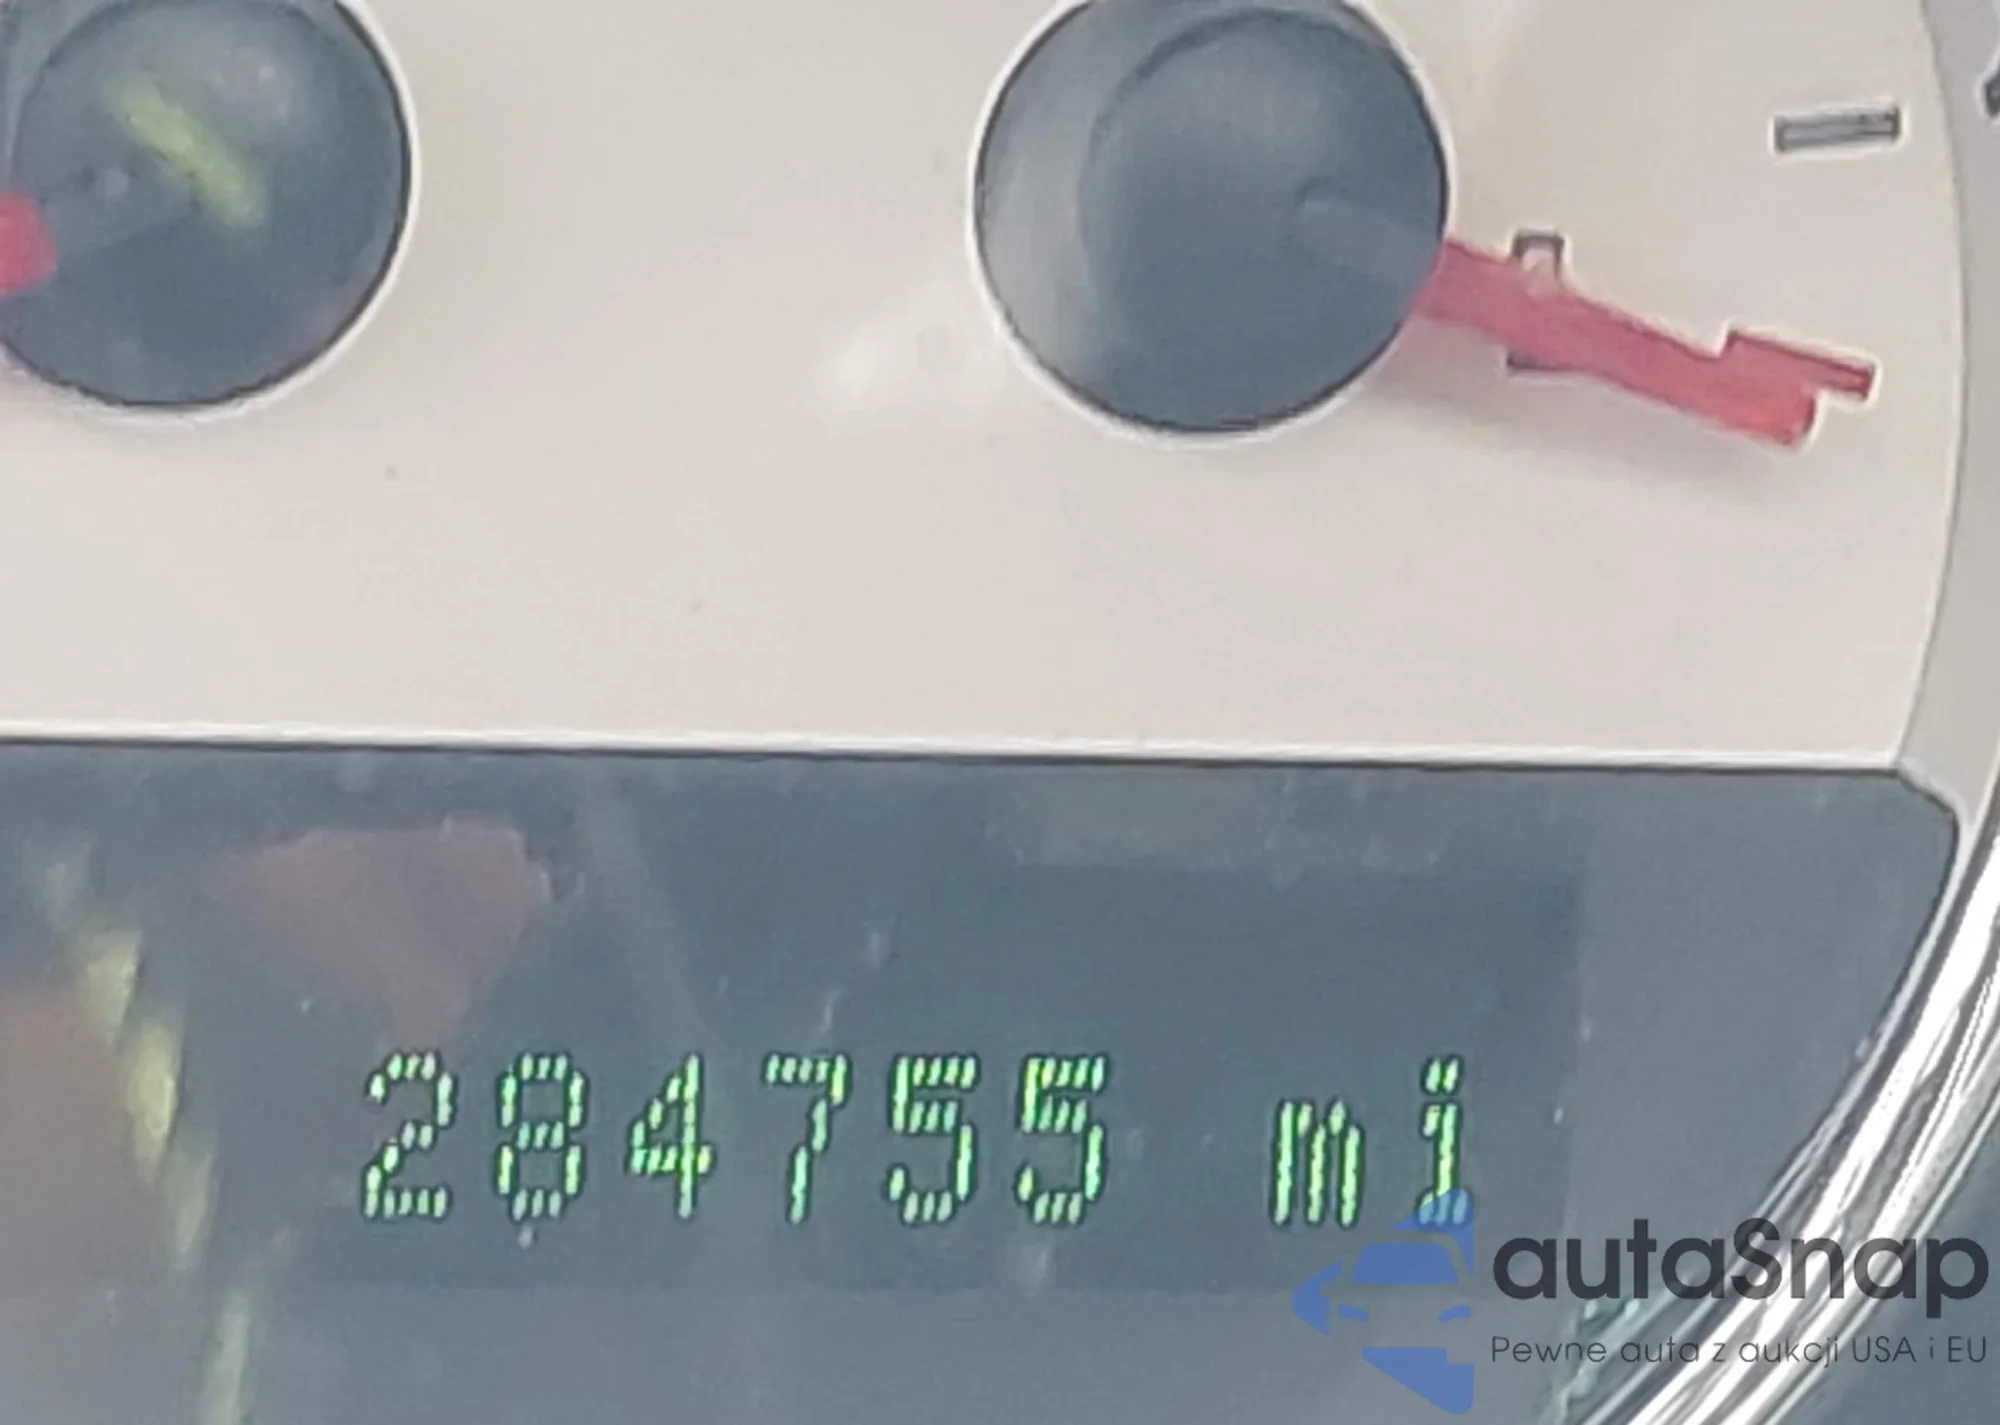 284755 mi
autaSnap
Pewne auta z aukcji USA i EU